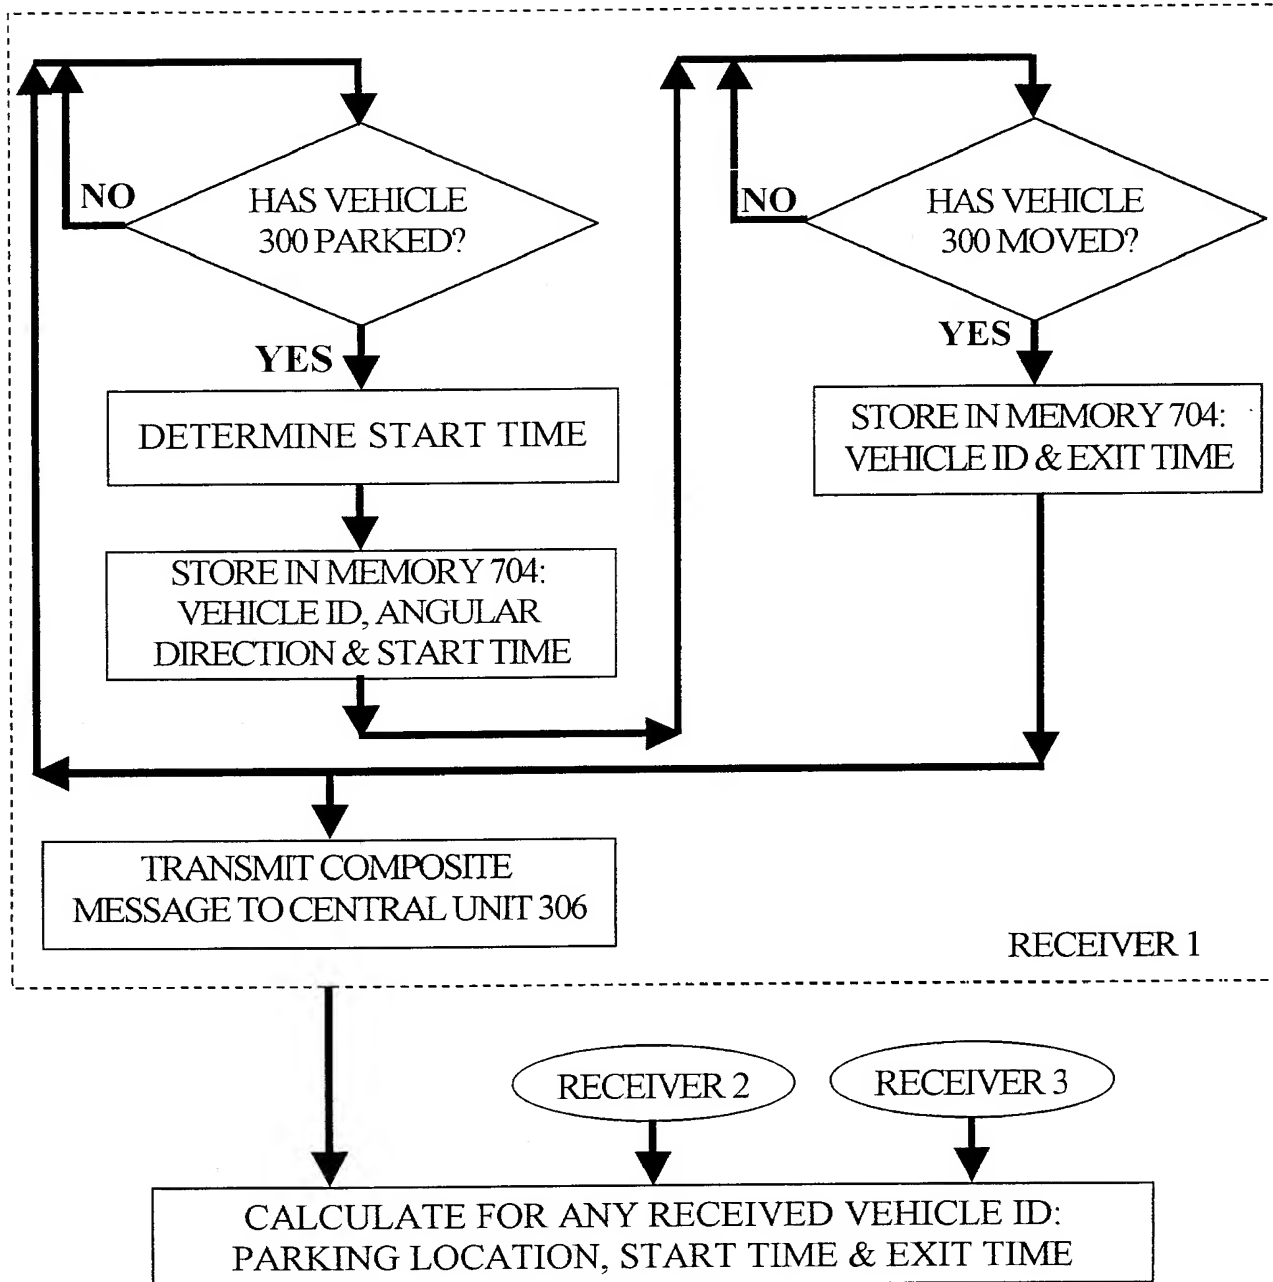 HAS VEHICLE
300 PARKED?
NO
YES
DETERMINE START TIME
STORE IN MEMORY 704:
VEHICLE ID, ANGULAR
DIRECTION & START TIME
HAS VEHICLE
300 MOVED?
NO
YES
STORE IN MEMORY 704:
VEHICLE ID & EXIT TIME
TRANSMIT COMPOSITE
MESSAGE TO CENTRAL UNIT 306
RECEIVER 1
RECEIVER 2
RECEIVER 3
CALCULATE FOR ANY RECEIVED VEHICLE ID:
PARKING LOCATION, START TIME & EXIT TIME